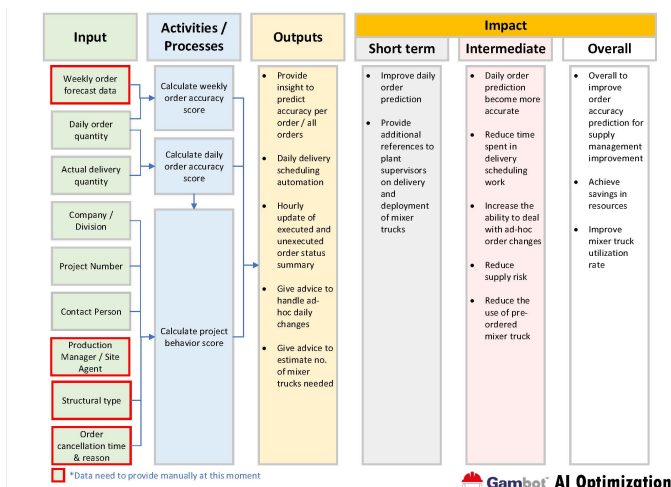 Input
Activities /
Processes
Outputs
Impact
Short term
Intermediate
Overall
Weekly order
forecast data
Daily order
quantity
Actual delivery
quantity
Company /
Division
Project Number
Contact Person
Production
Manager / Site
Agent
Structural type
Order
cancellation time
& reason
Calculate weekly
order accuracy
score
Calculate daily
order accuracy
score
Calculate project
behavior score
• Provide
insight to
predict
accuracy per
order / all
orders
• Daily delivery
scheduling
automation
• Hourly
update of
executed and
unexecuted
order status
summary
• Give advice to
handle ad-
hoc daily
changes
• Give advice to
estimate no.
of mixer
trucks needed
• Improve daily
order
prediction
• Provide
additional
references to
plant
supervisors
on delivery
and
deployment
of mixer
trucks
• Daily order
prediction
become more
accurate
• Reduce time
spent in
delivery
scheduling
work
• Increase the
ability to deal
with ad-hoc
order changes
• Reduce
supply risk
• Reduce the
use of pre-
ordered
mixer truck
• Overall to
improve
order
accuracy
prediction for
supply
management
improvement
• Achieve
savings in
resources
• Improve
mixer truck
utilization
rate
*Data need to provide manually at this moment
Gambot AI Optimization